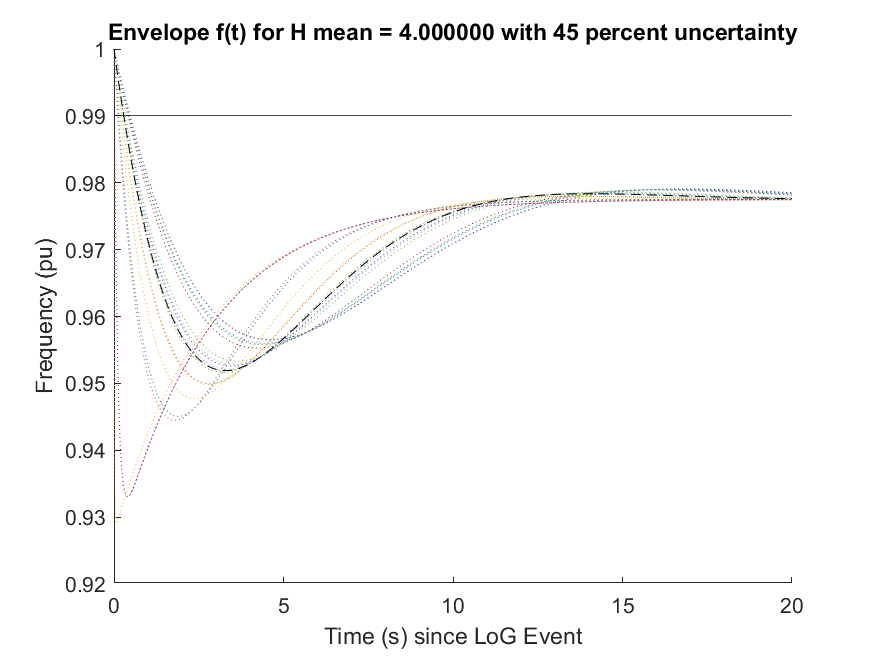 Envelope f(t) for H mean = 4.000000 with 45 percent uncertainty
1
0.99
0.98
0.97
0.96
0.95
0.94
0.93
0.92
Frequency (pu)
0 5 10 15 20
Time (s) since LoG Event